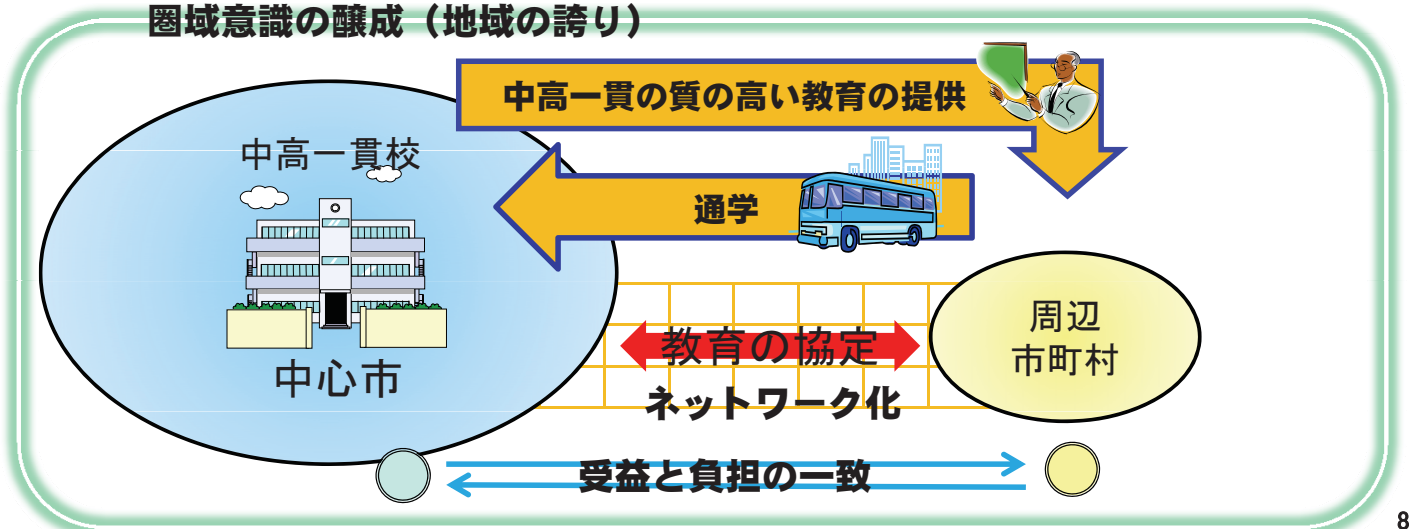 圏域意識の醸成（地域の誇り）
中高一貫の質の高い教育の提供
中高一貫校
通学
中心市
教育の協定
ネットワーク化
周辺
市町村
受益と負担の一致
8